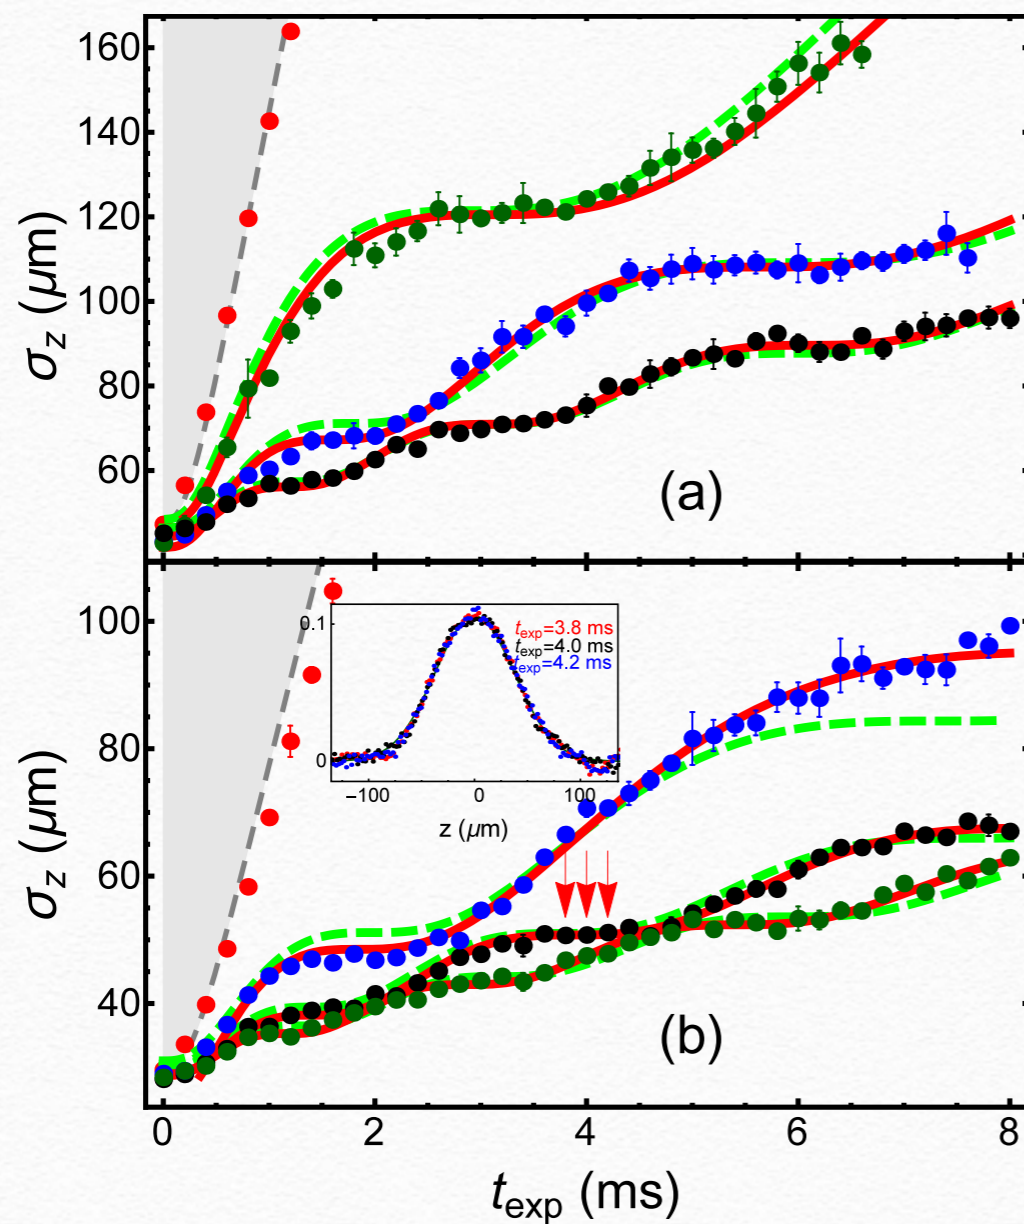 160
140
120
100
80
60
σz (μm)
(a)
100
80
60
40
σz (μm)
0.1
0
−100
0
100
z (μm)
texp=3.8 ms
texp=4.0 ms
texp=4.2 ms
(b)
0
2
4
6
8
texp (ms)